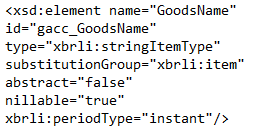 <xsd:element name="GoodsName"
id="gacc_GoodsName"
type="xbrli:stringItemType"
substitutionGroup="xbrli:item"
abstract="false"
nillable="true"
xbrli:periodType="instant"/>